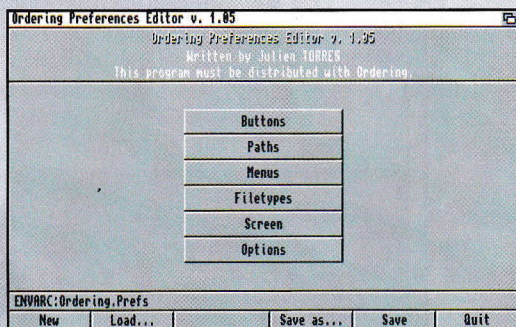 Ordering Preferences Editor v. 1.05
Ordering Preferences Editor v. 1.05
Written by Julien TORRES
This program must be distributed with Ordering.
Buttons
Paths
Menus
Filetypes
Screen
Options
ENVARC:Ordering.Prefs
New Load... Save as... Save Quit